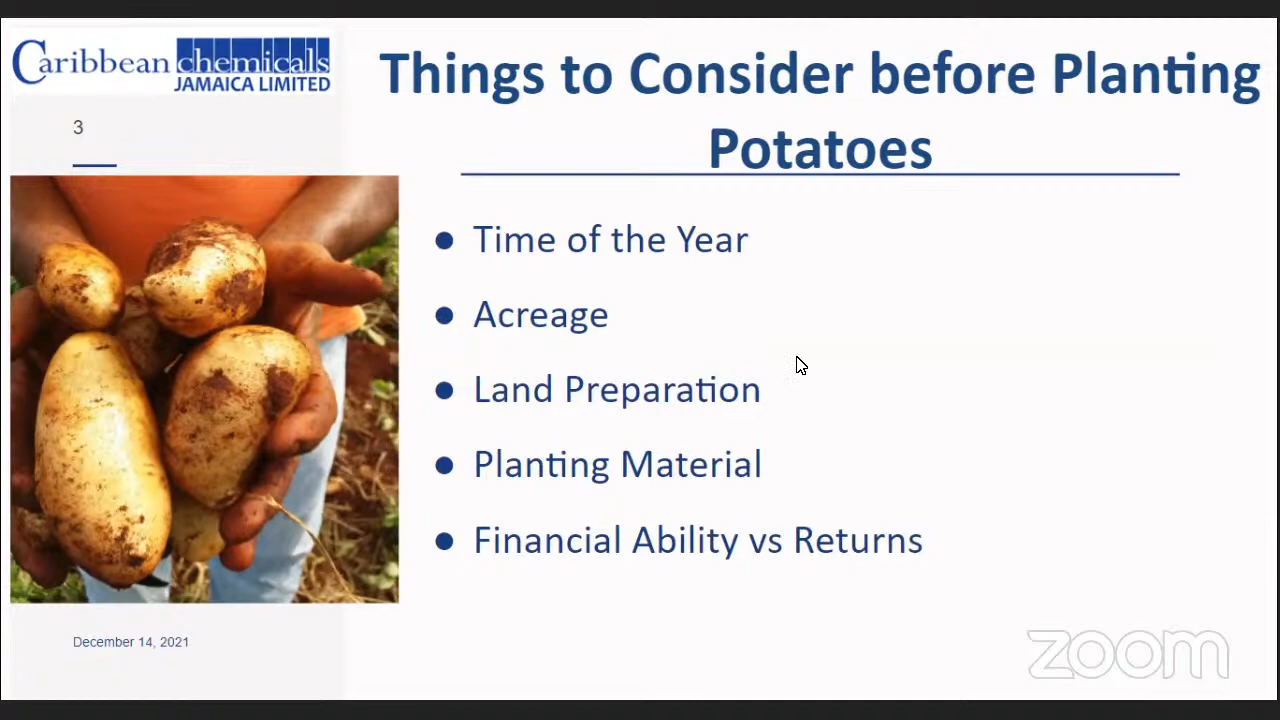 Caribbean chemicals
JAMAICA LIMITED
3
Things to Consider before Planting
Potatoes
● Time of the Year
● Acreage
● Land Preparation
● Planting Material
● Financial Ability vs Returns
December 14, 2021
zoom